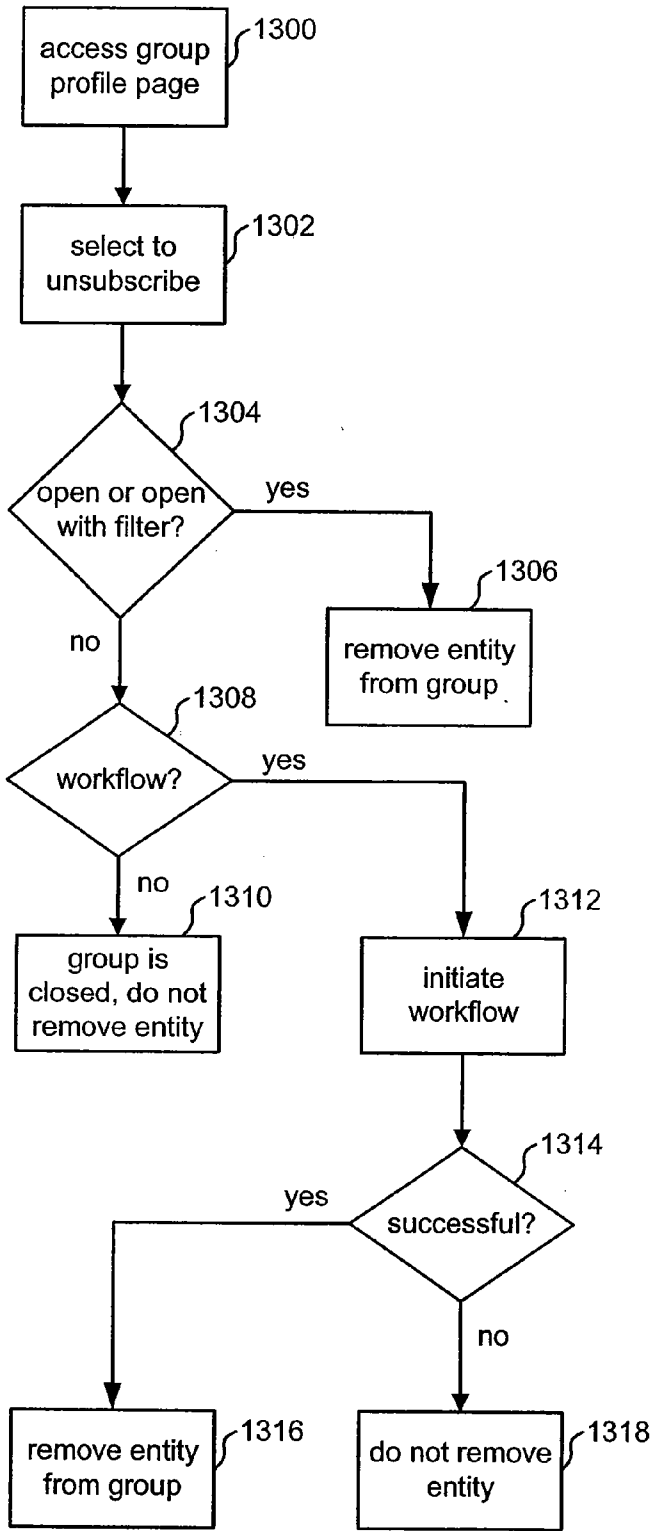 1300
access group
profile page
1302
select to
unsubscribe
1304
open or open
with filter?
yes
1306
remove entity
from group
no
1308
workflow?
yes
no
1310
group is
closed, do not
remove entity
1312
initiate
workflow
1314
successful?
yes
no
1316
remove entity
from group
1318
do not remove
entity